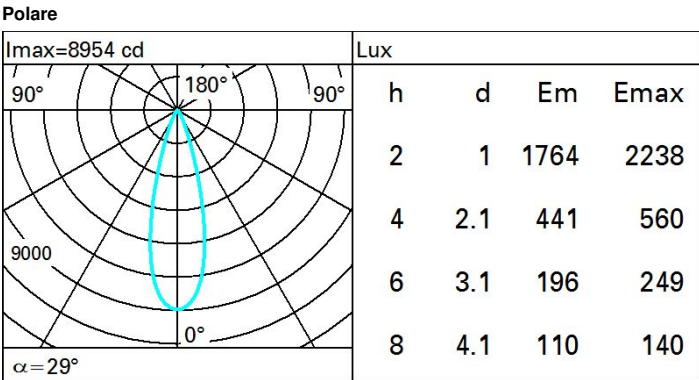 Polare
Imax=8954 cd
Lux
90° 180° 90°
9000
0°
α=29°
h d Em Emax
2 1 1764 2238
4 2.1 441 560
6 3.1 196 249
8 4.1 110 140